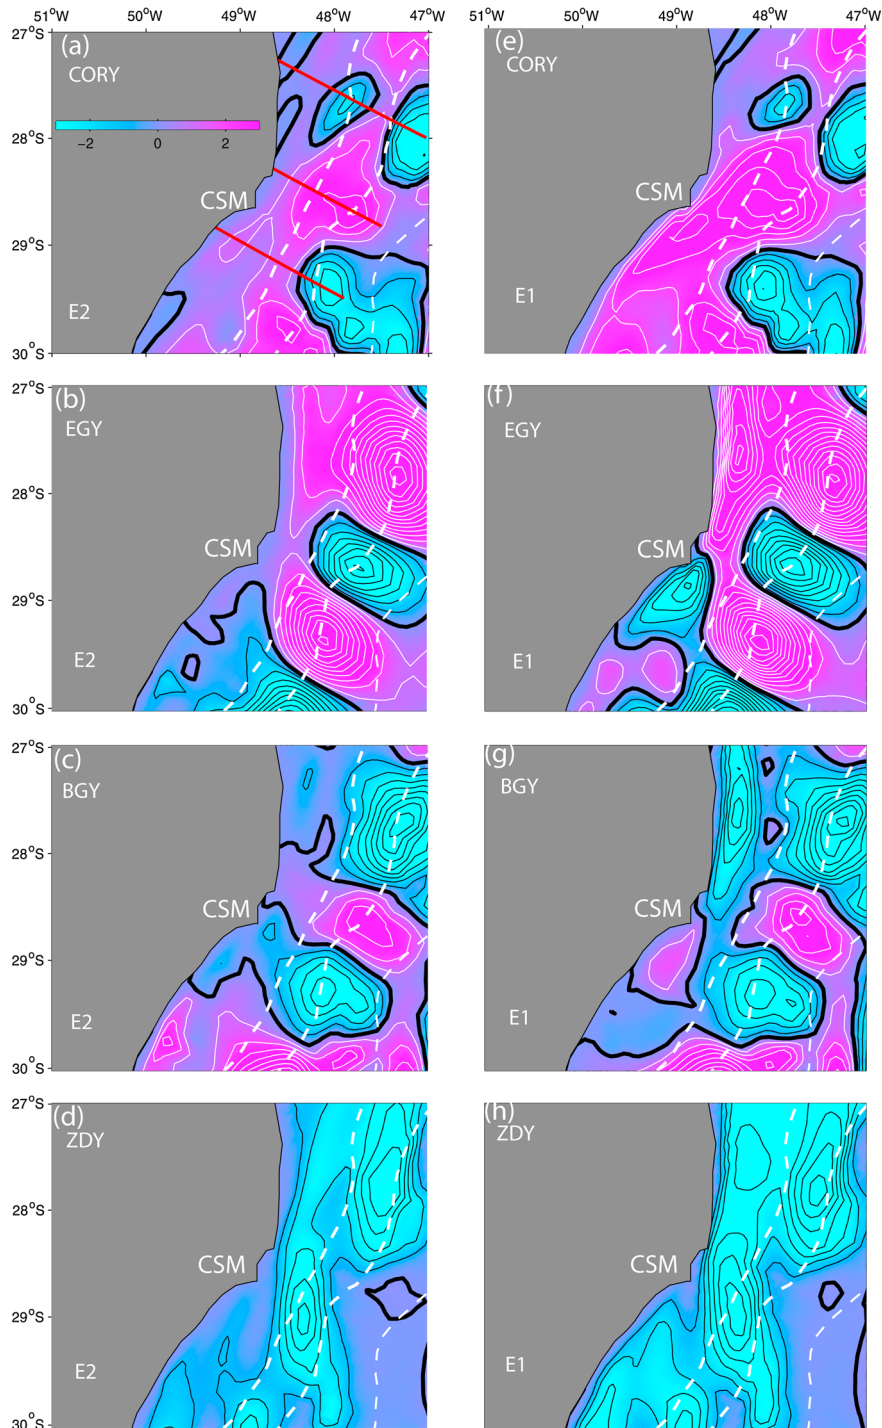 51°W 50°W 49°W 48°W 47°W 51°W 50°W 49°W 48°W 47°W
27°S (a) (e)
CORY CORY
-2 0 2
28°S
CSM CSM
29°S
E2 E1
30°S
27°S (b) (f)
EGY EGY
28°S
CSM CSM
29°S
E2 E1
30°S
27°S (c) (g)
BGY BGY
28°S
CSM CSM
29°S
E2 E1
30°S
27°S (d) (h)
ZDY ZDY
28°S
CSM CSM
29°S
E2 E1
30°S